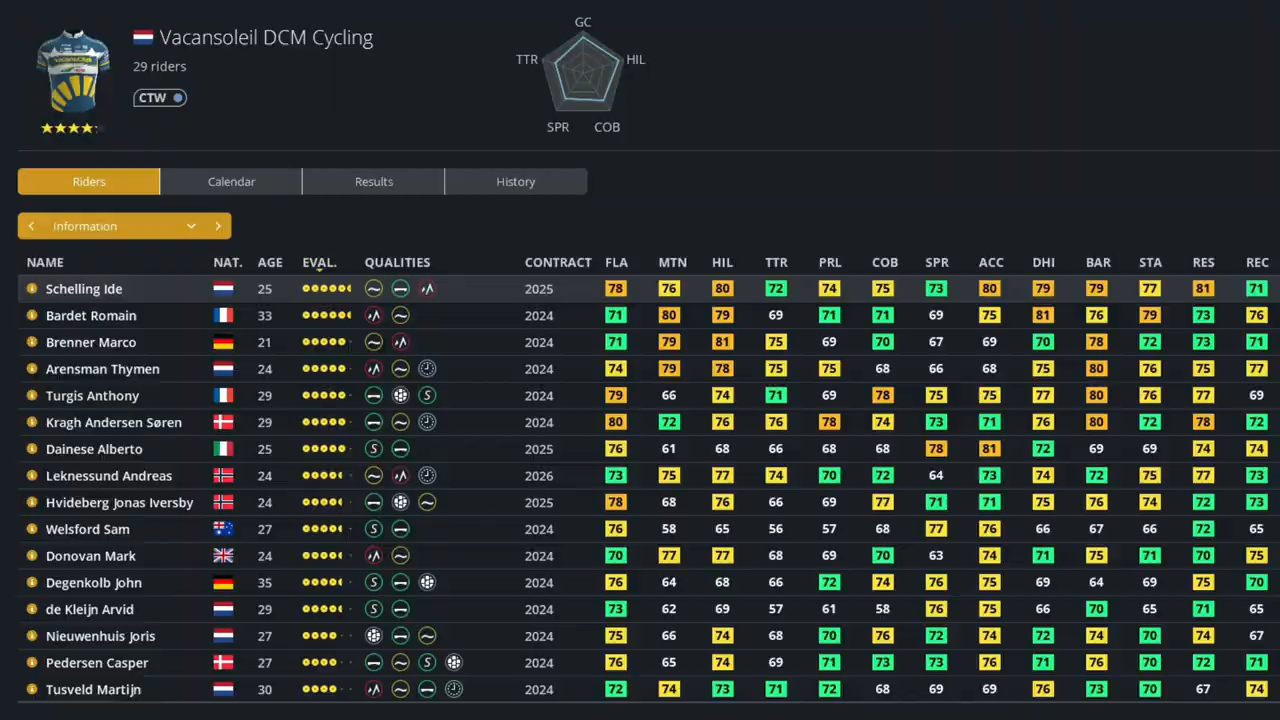 Vacansoleil DCM Cycling
29 riders
CTW
GC
TTR HIL
SPR COB
Riders Calendar Results History
Information
NAME NAT. AGE EVAL. QUALITIES CONTRACT FLA MTN HIL TTR PRL COB SPR ACC DHI BAR STA RES REC
Schelling Ide 25 2025 78 76 80 72 74 75 73 80 79 79 77 81 71
Bardet Romain 33 2024 71 80 79 69 71 71 69 75 81 76 79 73 76
Brenner Marco 21 2024 71 79 81 75 69 70 67 69 70 78 72 73 71
Arensman Thymen 24 2024 74 79 78 75 75 68 66 68 75 80 76 75 77
Turgis Anthony 29 S 2024 79 66 74 71 69 78 75 75 77 80 76 77 69
Kragh Andersen Søren 29 2024 80 72 76 76 78 74 73 71 76 80 72 78 72
Dainese Alberto 25 S 2024 76 61 68 66 68 68 78 81 72 69 69 74 74
Leknessund Andreas 24 2026 73 75 77 74 70 72 64 73 74 72 75 77 73
Hvideberg Jonas Iversby 24 2025 78 68 76 66 69 77 71 71 75 76 74 72 73
Welsford Sam 27 S 2024 76 58 65 56 57 68 77 76 66 67 66 72 65
Donovan Mark 24 2024 70 77 77 68 69 70 63 74 71 75 71 70 75
Degenkolb John 35 S 2024 76 64 68 66 72 74 76 75 69 64 69 75 70
de Kleijn Arvid 29 S 2024 73 62 69 57 61 58 76 75 66 70 65 71 65
Nieuwenhuis Joris 27 2024 75 66 74 68 70 76 72 74 72 74 70 74 67
Pedersen Casper 27 S 2024 76 65 74 69 71 73 73 76 71 76 70 72 71
Tusveld Martijn 30 2024 72 74 73 71 72 68 69 69 76 73 70 67 74